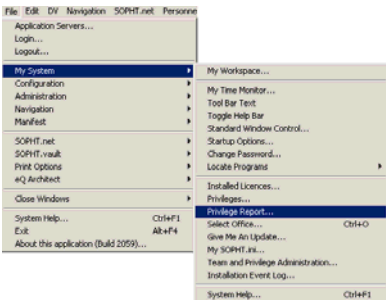 File Edit DV Navigation SOPHT.net Personne
Application Servers...
Login...
Logout...
My System
Configuration
Administration
Navigation
Manifest
SOPHT.net
SOPHT.vault
Print Options
eQ Architect
Close Windows
System Help... Ctrl+F1
Exit Alt+F4
About this application (Build 2059)...
My Workspace...
My Time Monitor...
Tool Bar Text
Toggle Help Bar
Standard Window Control...
Startup Options...
Change Password...
Locate Programs
Installed Licences...
Privileges...
Privilege Report...
Select Office... Ctrl+O
Give Me An Update...
My SOPHT.ini...
Team and Privilege Administration...
Installation Event Log...
System Help... Ctrl+F1